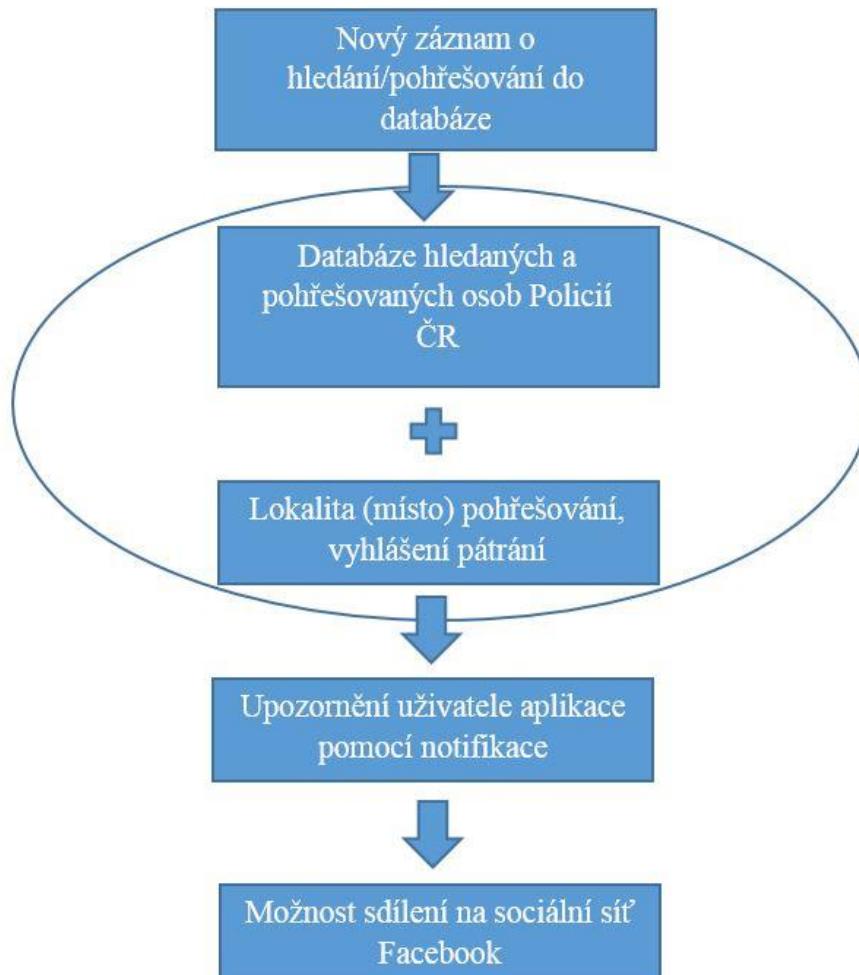 Nový záznam o
hledání/pohřešování do
databáze
Databáze hledaných a
pohřešovaných osob Policií
ČR
Lokalita (místo) pohřešování,
vyhlášení pátrání
Upozornění uživatele aplikace
pomocí notifikace
Možnost sdílení na sociální síť
Facebook